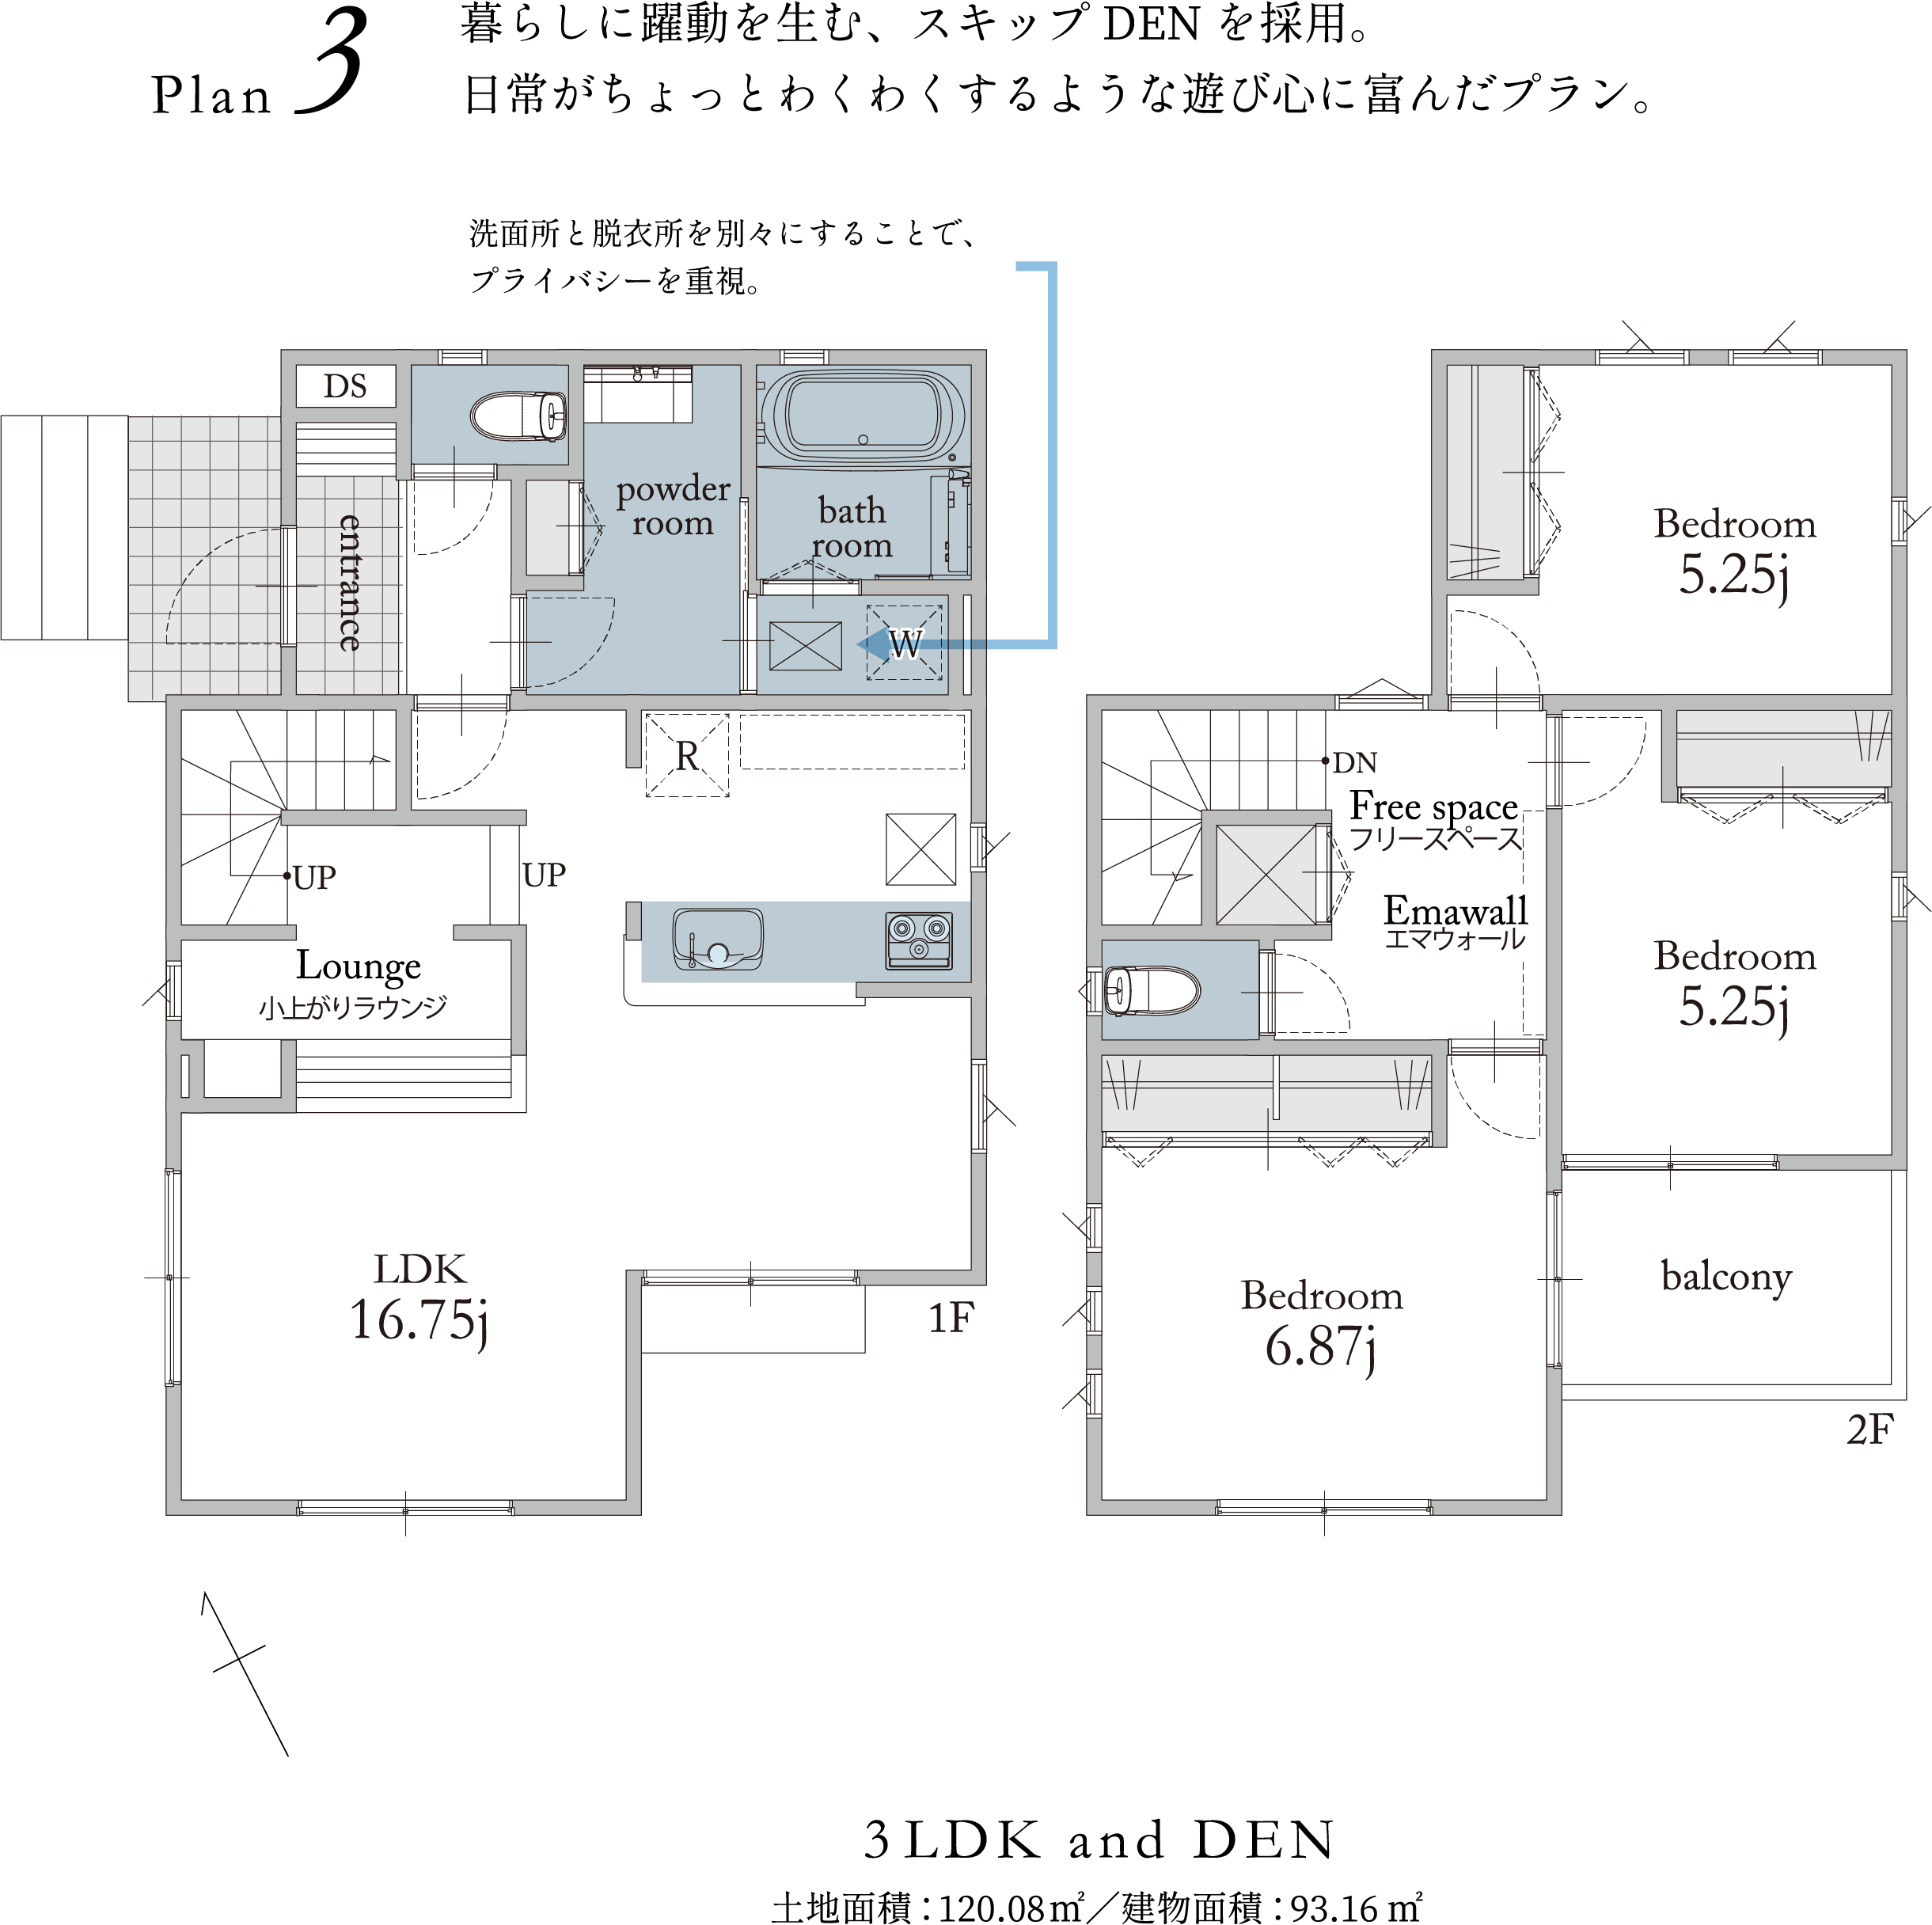 Plan 3
暮らしに躍動を生む、スキップDENを採用。
日常がちょっとわくわくするような遊び心に富んだプラン。
洗面所と脱衣所を別々にすることで、
プライバシーを重視。
DS
entrance
powder
room
bath
room
W
R
UP
UP
Lounge
小上がりラウンジ
LDK
16.75j
1F
Bedroom
5.25j
DN
Free space
フリースペース
Emawall
エマウォール
Bedroom
5.25j
Bedroom
6.87j
balcony
2F
3LDK and DEN
土地面積：120.08㎡／建物面積：93.16㎡